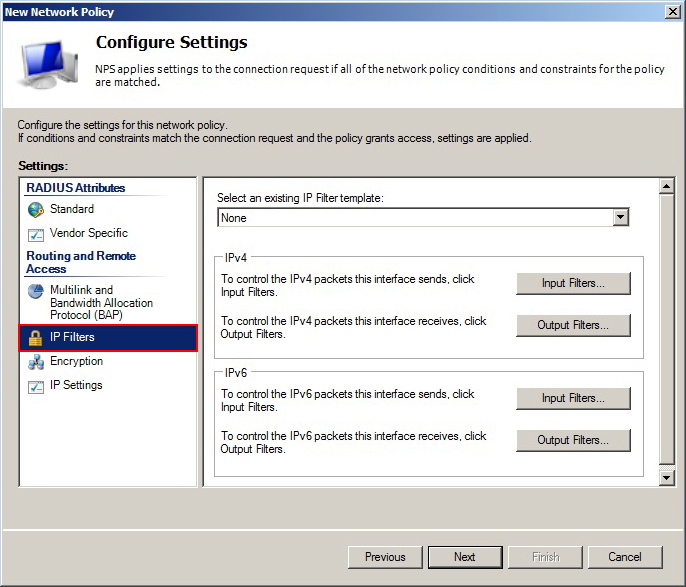 New Network Policy
Configure Settings
NPS applies settings to the connection request if all of the network policy conditions and constraints for the policy
are matched.
Configure the settings for this network policy.
If conditions and constraints match the connection request and the policy grants access, settings are applied.
Settings:
RADIUS Attributes
Standard
Vendor Specific
Routing and Remote
Access
Multilink and
Bandwidth Allocation
Protocol (BAP)
IP Filters
Encryption
IP Settings
Select an existing IP Filter template:
None
IPv4
To control the IPv4 packets this interface sends, click
Input Filters.
Input Filters...
To control the IPv4 packets this interface receives, click
Output Filters.
Output Filters...
IPv6
To control the IPv6 packets this interface sends, click
Input Filters.
Input Filters...
To control the IPv6 packets this interface receives, click
Output Filters.
Output Filters...
Previous
Next
Finish
Cancel